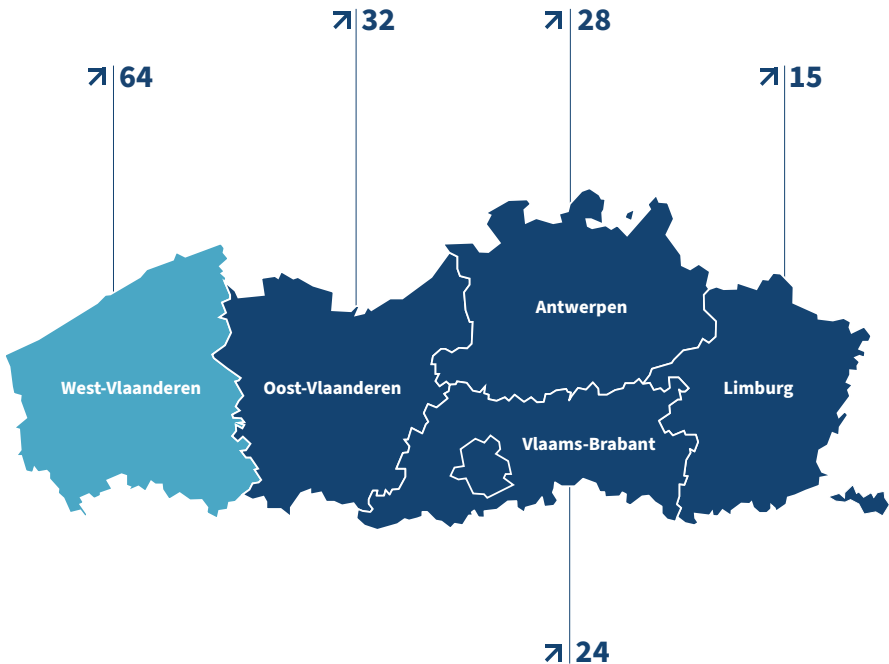 32
28
64
15
Antwerpen
West-Vlaanderen
Oost-Vlaanderen
Limburg
Vlaams-Brabant
24